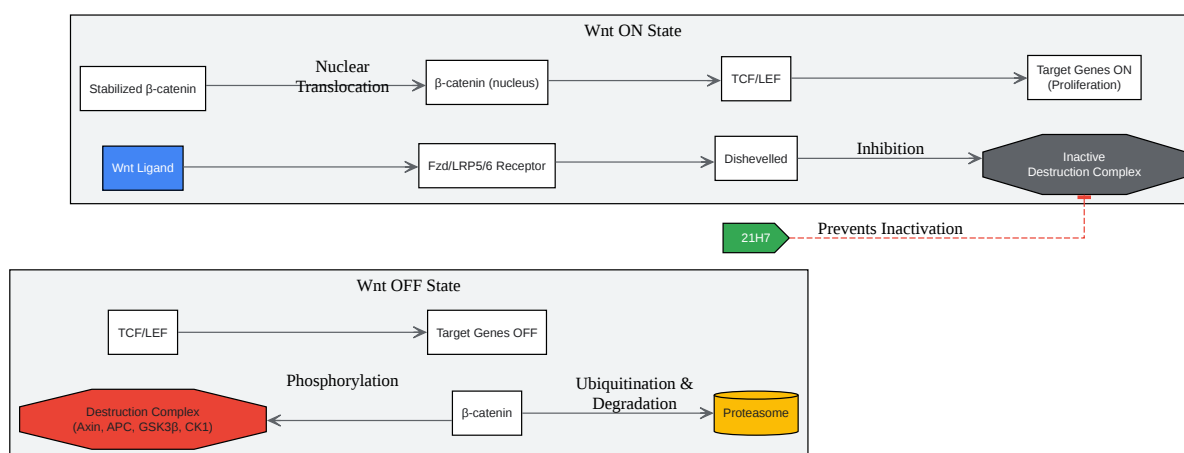 Wnt ON State
Stabilized β-catenin
Nuclear
Translocation
β-catenin (nucleus)
TCF/LEF
Target Genes ON
(Proliferation)
Wnt Ligand
Fzd/LRP5/6 Receptor
Dishevelled
Inhibition
Inactive
Destruction Complex
21H7
Prevents Inactivation
Wnt OFF State
TCF/LEF
Target Genes OFF
Destruction Complex
(Axin, APC, GSK3β, CK1)
Phosphorylation
β-catenin
Ubiquitination &
Degradation
Proteasome